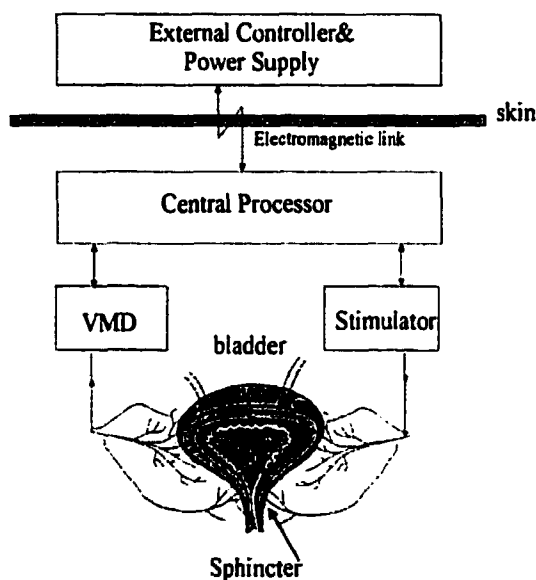 External Controller&
Power Supply
skin
Electromagnetic link
Central Processor
VMD
Stimulator
bladder
Sphincter